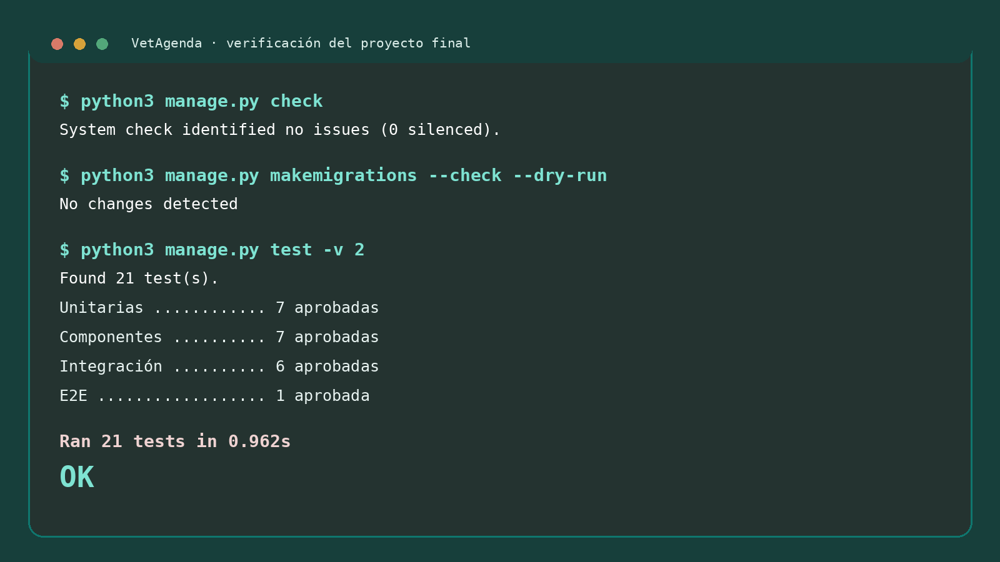 VetAgenda · verificación del proyecto final
$ python3 manage.py check
System check identified no issues (0 silenced).
$ python3 manage.py makemigrations --check --dry-run
No changes detected
$ python3 manage.py test -v 2
Found 21 test(s).
Unitarias ............ 7 aprobadas
Componentes .......... 7 aprobadas
Integración .......... 6 aprobadas
E2E .................. 1 aprobada
Ran 21 tests in 0.962s
OK